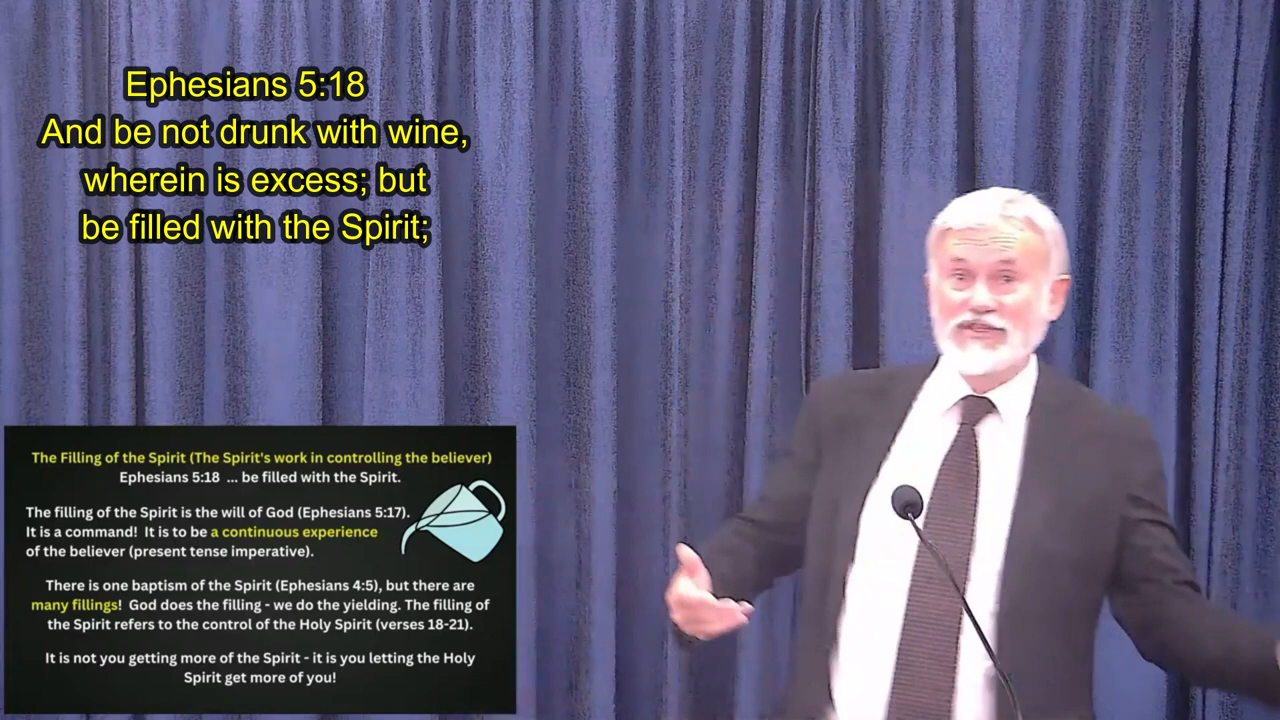 Ephesians 5:18
And be not drunk with wine,
wherein is excess; but
be filled with the Spirit;
The Filling of the Spirit (The Spirit's work in controlling the believer)
Ephesians 5:18 ... be filled with the Spirit.
The filling of the Spirit is the will of God (Ephesians 5:17).
It is a command! It is to be a continuous experience
of the believer (present tense imperative).
There is one baptism of the Spirit (Ephesians 4:5), but there are
many fillings! God does the filling - we do the yielding. The filling of
the Spirit refers to the control of the Holy Spirit (verses 18-21).
It is not you getting more of the Spirit - it is you letting the Holy
Spirit get more of you!